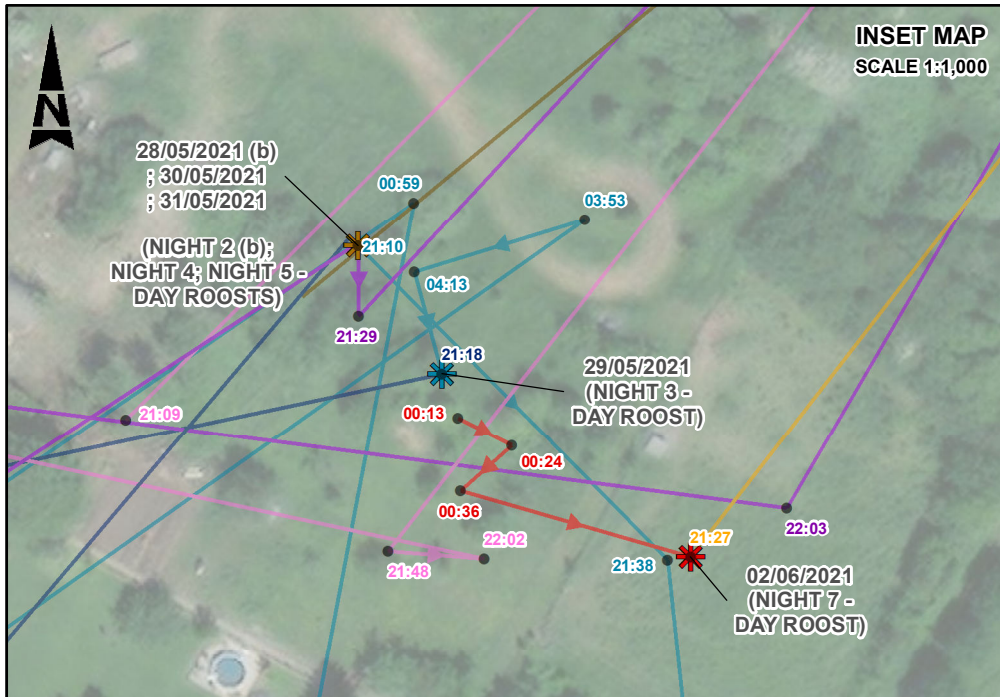 INSET MAP
SCALE 1:1,000
N
28/05/2021 (b)
; 30/05/2021
; 31/05/2021
(NIGHT 2 (b);
NIGHT 4; NIGHT 5 -
DAY ROOSTS)
00:59
03:53
21:10
04:13
21:29
21:18
29/05/2021
(NIGHT 3 -
DAY ROOST)
21:09
00:13
00:24
00:36
22:03
21:48
22:02
21:38
21:27
02/06/2021
(NIGHT 7 -
DAY ROOST)